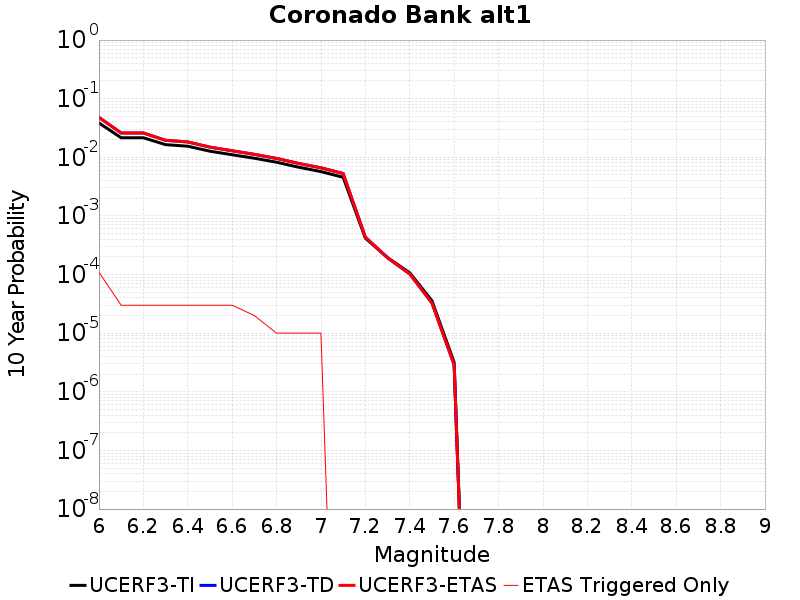 Coronado Bank alt1
10 Year Probability
10^0
10^-1
10^-2
10^-3
10^-4
10^-5
10^-6
10^-7
10^-8
6 6.2 6.4 6.6 6.8 7 7.2 7.4 7.6 7.8 8 8.2 8.4 8.6 8.8 9
Magnitude
UCERF3-TI UCERF3-TD UCERF3-ETAS ETAS Triggered Only